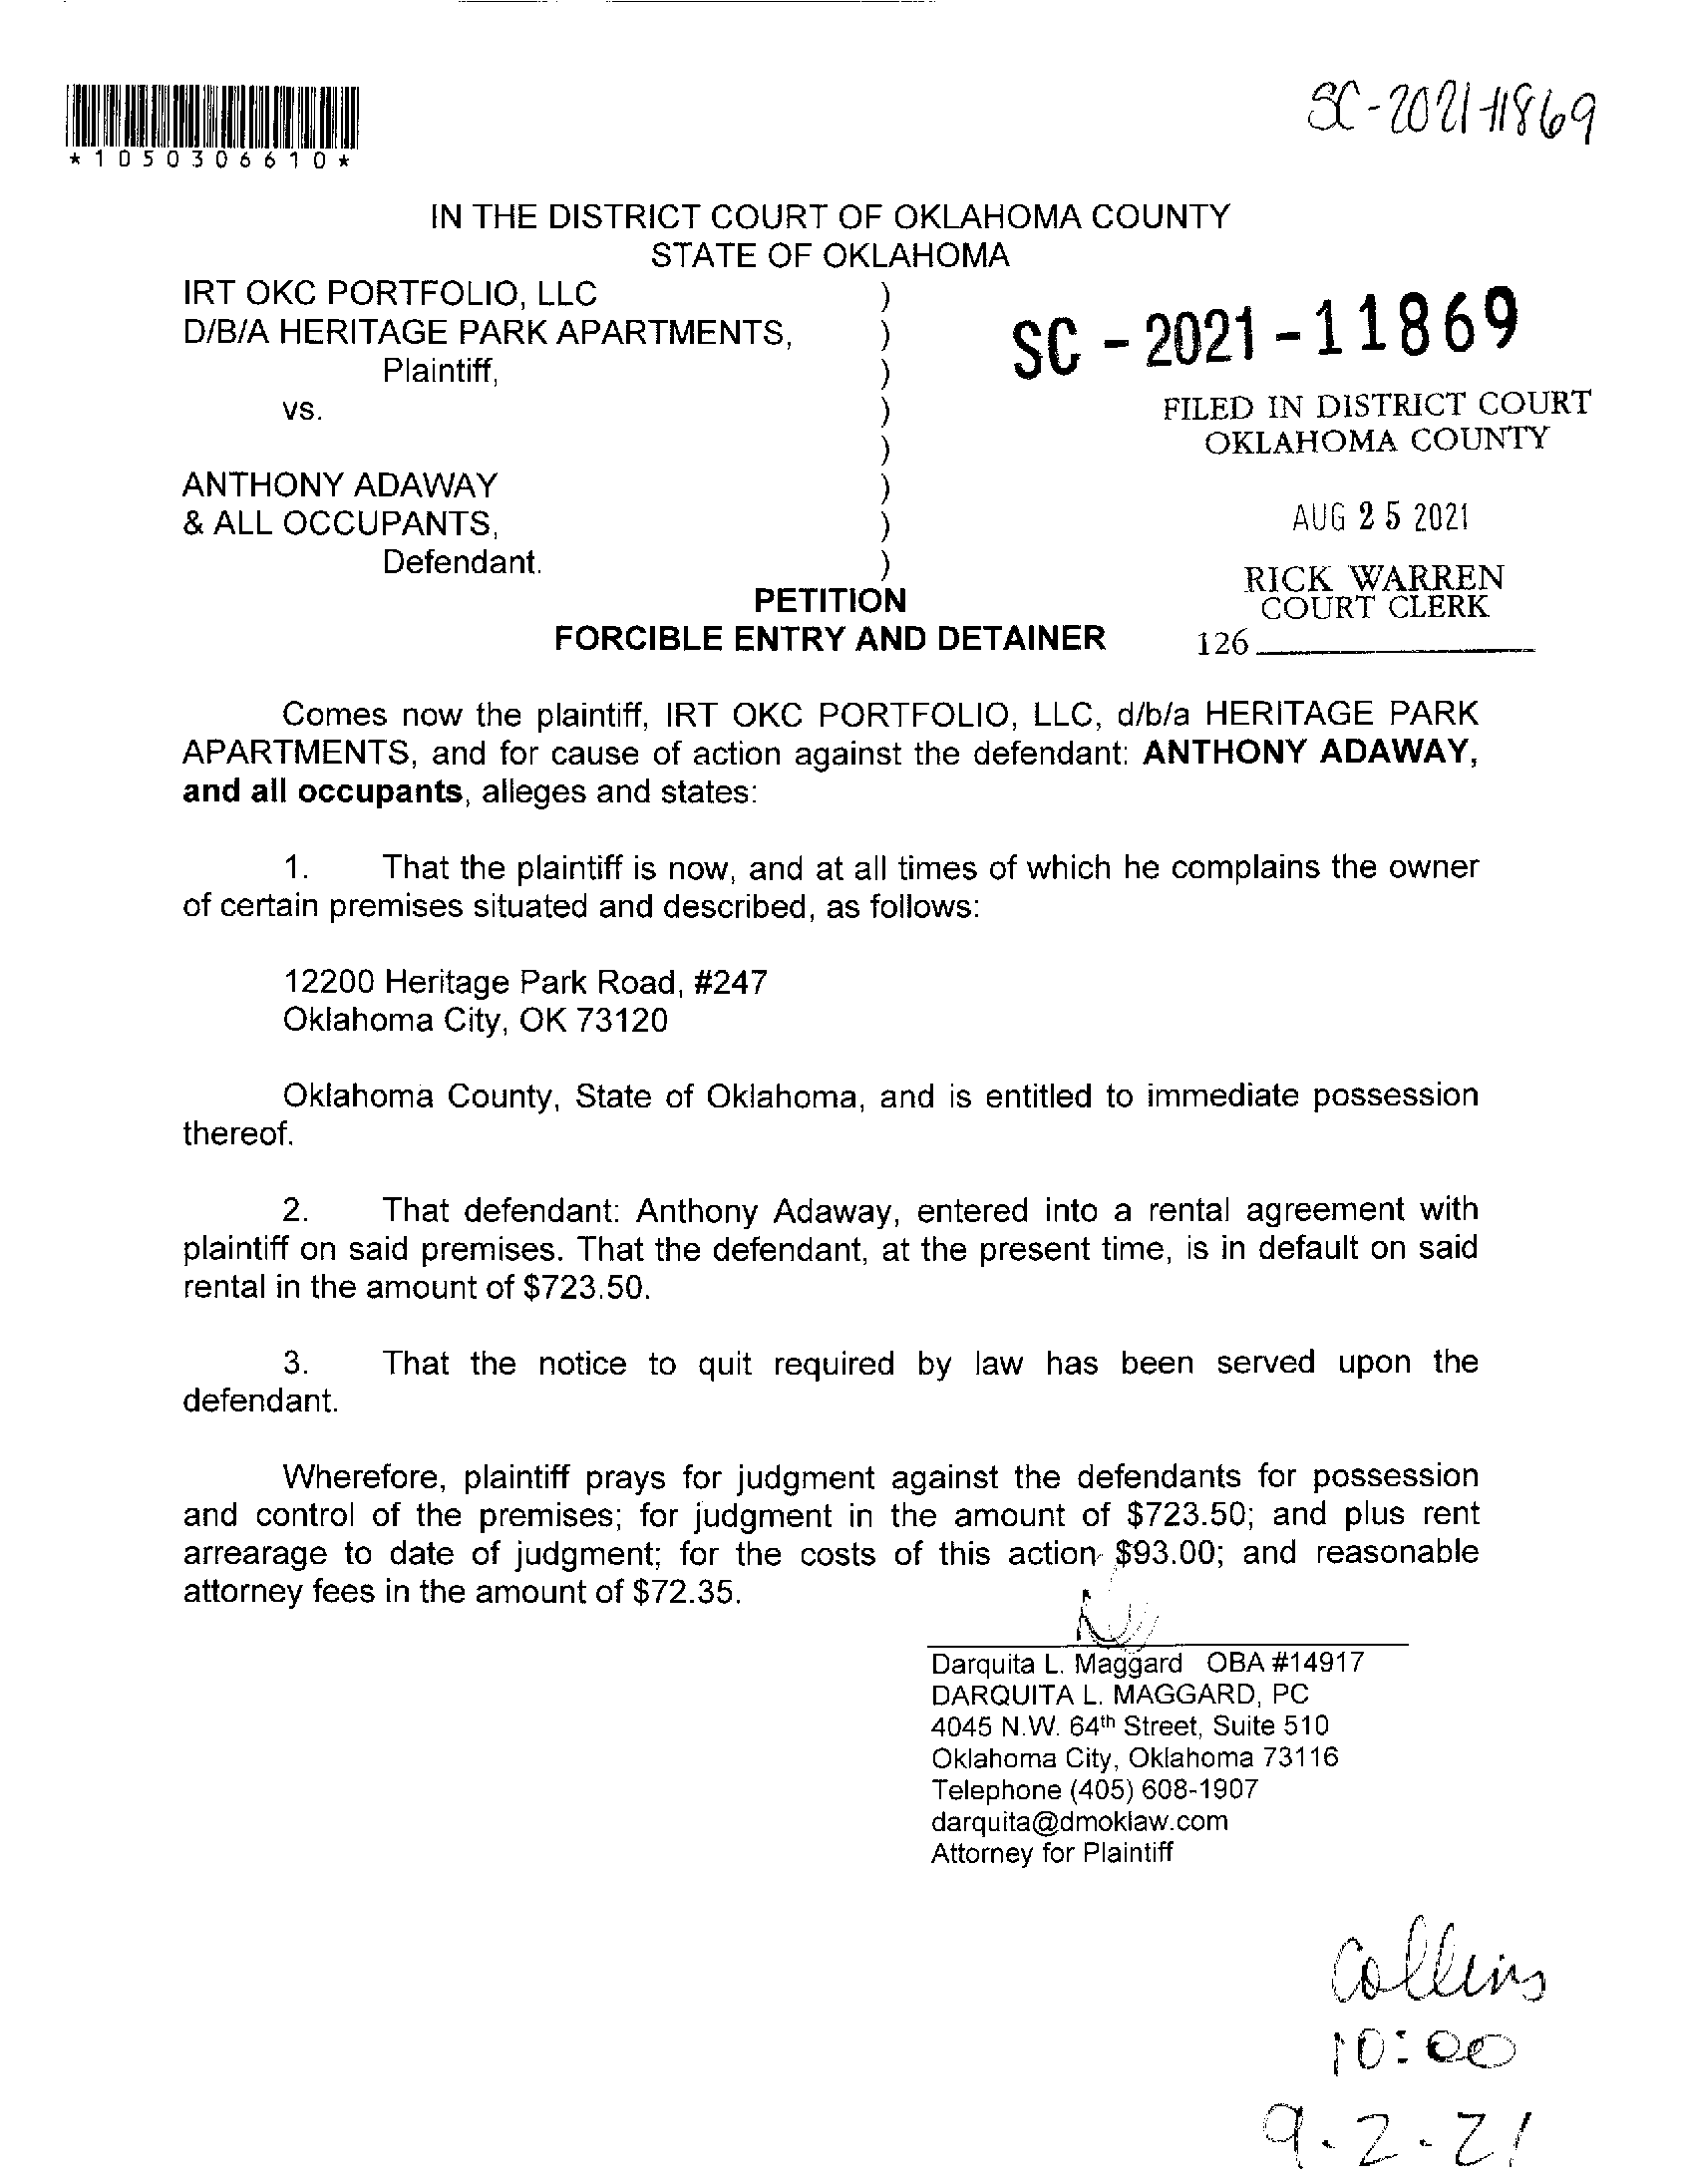 SC-2021-11869
*1050306610*
IN THE DISTRICT COURT OF OKLAHOMA COUNTY
STATE OF OKLAHOMA
IRT OKC PORTFOLIO, LLC )
D/B/A HERITAGE PARK APARTMENTS, )
Plaintiff, )
vs. )
)
ANTHONY ADAWAY )
& ALL OCCUPANTS, )
Defendant. )
SC - 2021 - 11869
FILED IN DISTRICT COURT
OKLAHOMA COUNTY
AUG 25 2021
RICK WARREN
COURT CLERK
126
PETITION
FORCIBLE ENTRY AND DETAINER
Comes now the plaintiff, IRT OKC PORTFOLIO, LLC, d/b/a HERITAGE PARK
APARTMENTS, and for cause of action against the defendant: ANTHONY ADAWAY,
and all occupants, alleges and states:
1. That the plaintiff is now, and at all times of which he complains the owner
of certain premises situated and described, as follows:
12200 Heritage Park Road, #247
Oklahoma City, OK 73120
Oklahoma County, State of Oklahoma, and is entitled to immediate possession
thereof.
2. That defendant: Anthony Adaway, entered into a rental agreement with
plaintiff on said premises. That the defendant, at the present time, is in default on said
rental in the amount of $723.50.
3. That the notice to quit required by law has been served upon the
defendant.
Wherefore, plaintiff prays for judgment against the defendants for possession
and control of the premises; for judgment in the amount of $723.50; and plus rent
arrearage to date of judgment; for the costs of this action $93.00; and reasonable
attorney fees in the amount of $72.35.
Darquita L. Maggard OBA #14917
DARQUITA L. MAGGARD, PC
4045 N.W. 64th Street, Suite 510
Oklahoma City, Oklahoma 73116
Telephone (405) 608-1907
darquita@dmoklaw.com
Attorney for Plaintiff
Collins
10:00
9-2-21